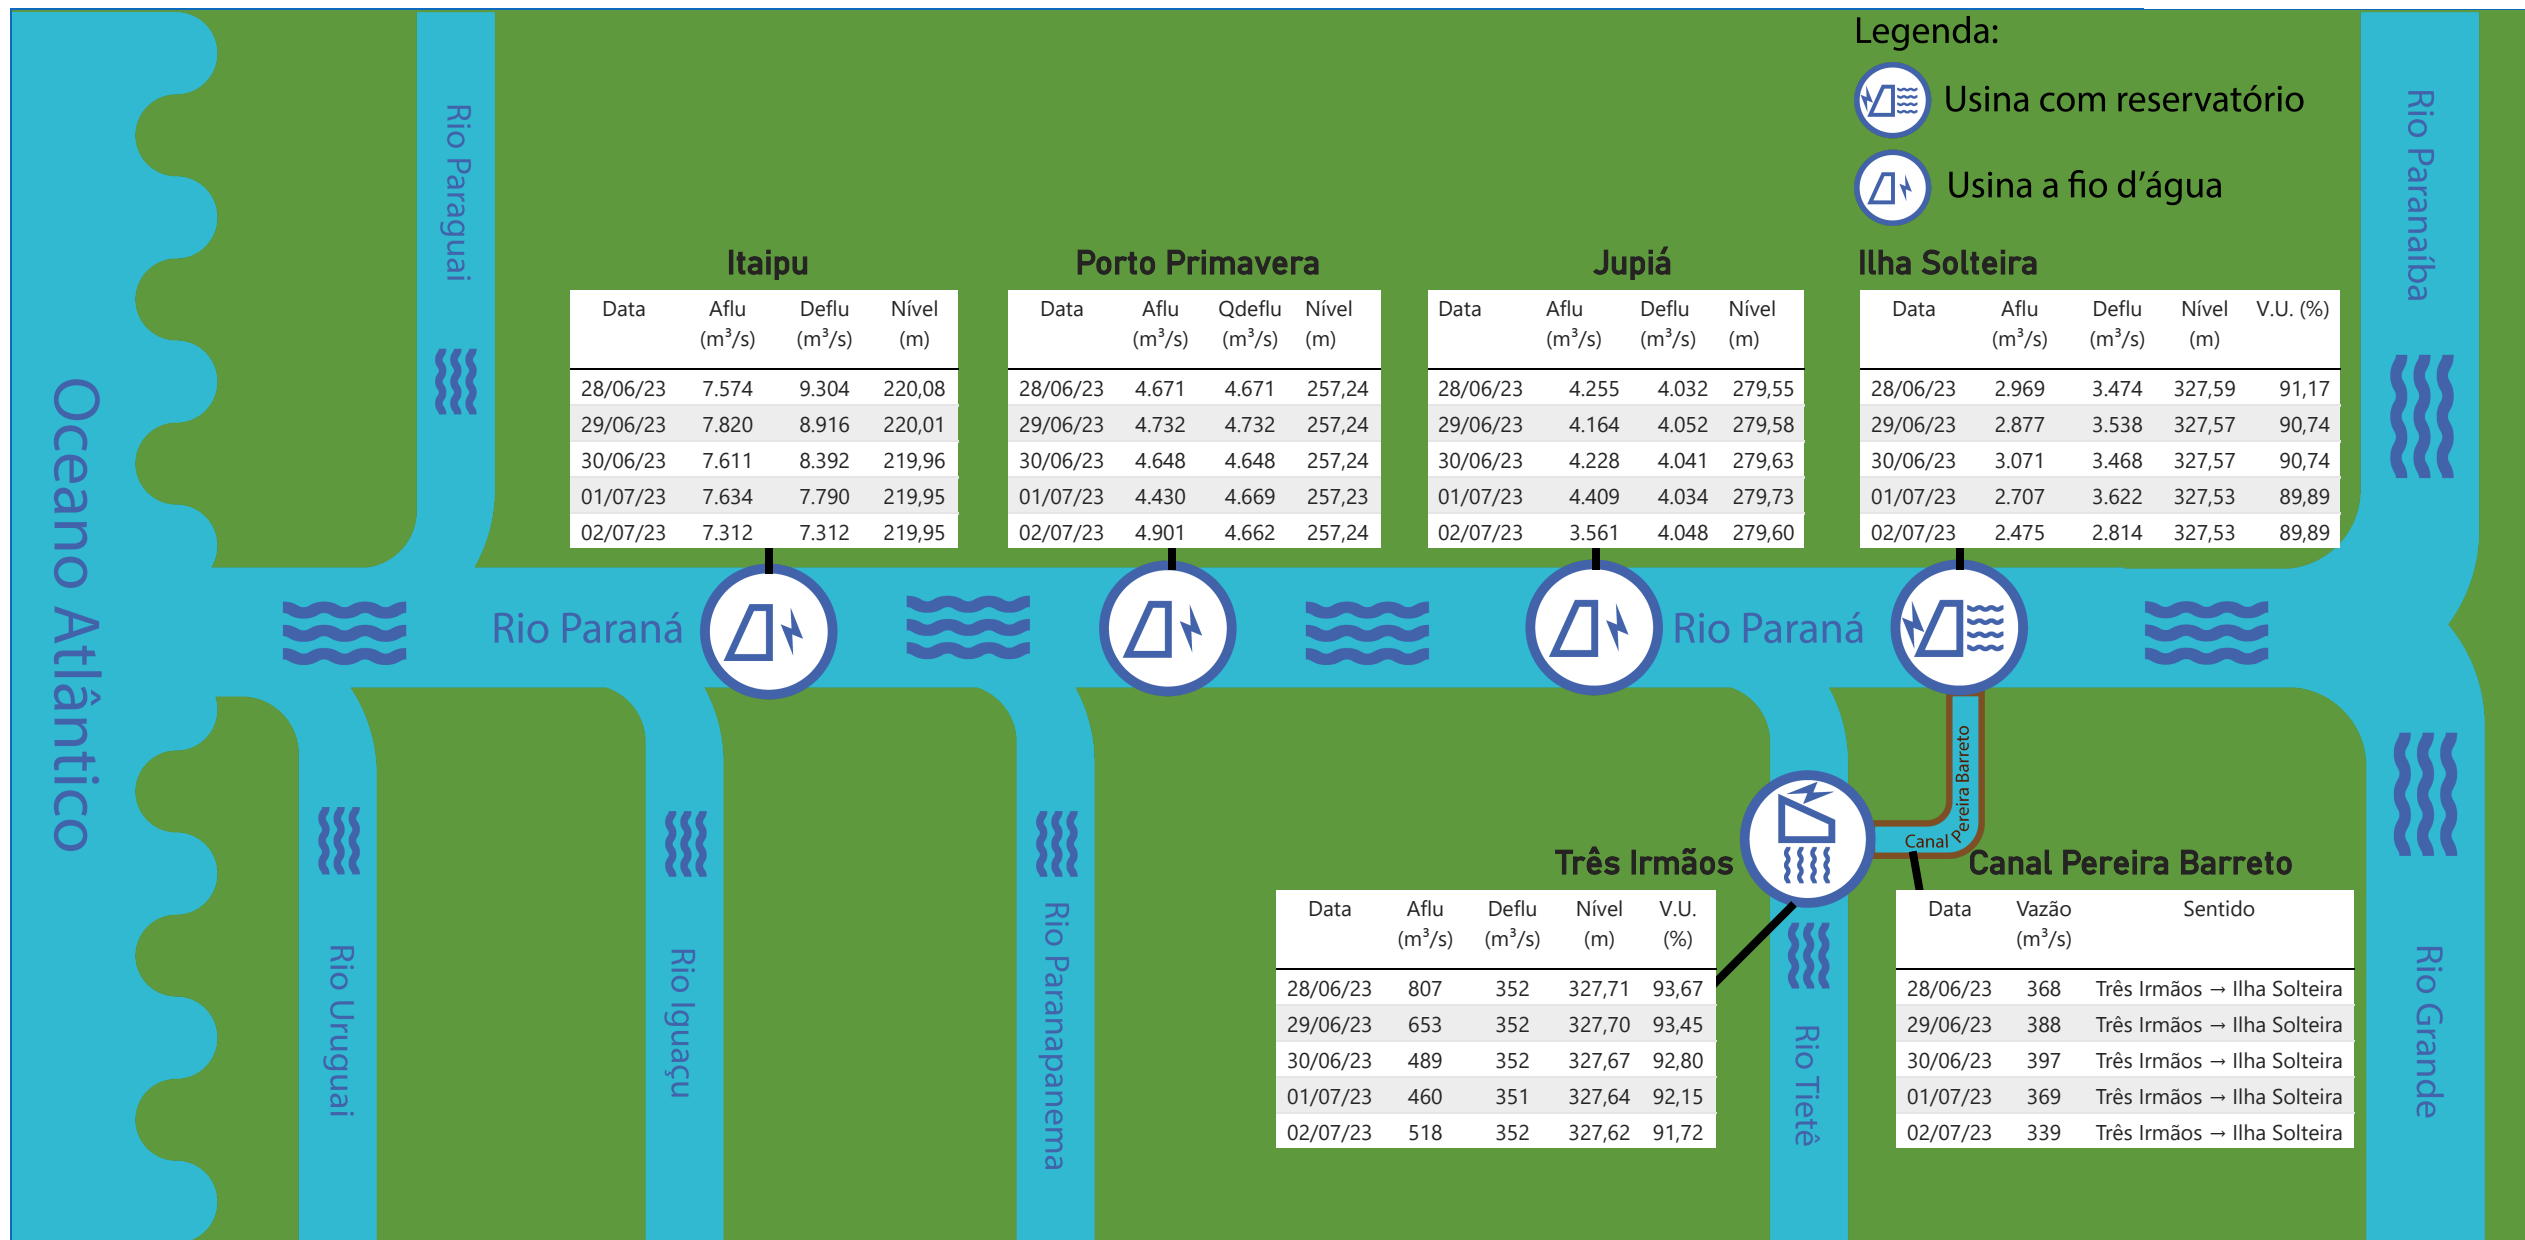 Legenda:
Usina com reservatório
Usina a fio d'água
Oceano Atlântico
Rio Paraguai
Rio Paranaíba
Itaipu
Data Aflu Deflu Nível
(m³/s) (m³/s) (m)
28/06/23 7.574 9.304 220,08
29/06/23 7.820 8.916 220,01
30/06/23 7.611 8.392 219,96
01/07/23 7.634 7.790 219,95
02/07/23 7.312 7.312 219,95
Porto Primavera
Data Aflu Qdeflu Nível
(m³/s) (m³/s) (m)
28/06/23 4.671 4.671 257,24
29/06/23 4.732 4.732 257,24
30/06/23 4.648 4.648 257,24
01/07/23 4.430 4.669 257,23
02/07/23 4.901 4.662 257,24
Jupiá
Data Aflu Deflu Nível
(m³/s) (m³/s) (m)
28/06/23 4.255 4.032 279,55
29/06/23 4.164 4.052 279,58
30/06/23 4.228 4.041 279,63
01/07/23 4.409 4.034 279,73
02/07/23 3.561 4.048 279,60
Ilha Solteira
Data Aflu Deflu Nível V.U. (%)
(m³/s) (m³/s) (m)
28/06/23 2.969 3.474 327,59 91,17
29/06/23 2.877 3.538 327,57 90,74
30/06/23 3.071 3.468 327,57 90,74
01/07/23 2.707 3.622 327,53 89,89
02/07/23 2.475 2.814 327,53 89,89
Rio Paraná
Rio Paraná
Canal Pereira Barreto
Três Irmãos
Data Aflu Deflu Nível V.U.
(m³/s) (m³/s) (m) (%)
28/06/23 807 352 327,71 93,67
29/06/23 653 352 327,70 93,45
30/06/23 489 352 327,67 92,80
01/07/23 460 351 327,64 92,15
02/07/23 518 352 327,62 91,72
Canal Pereira Barreto
Data Vazão Sentido
(m³/s)
28/06/23 368 Três Irmãos → Ilha Solteira
29/06/23 388 Três Irmãos → Ilha Solteira
30/06/23 397 Três Irmãos → Ilha Solteira
01/07/23 369 Três Irmãos → Ilha Solteira
02/07/23 339 Três Irmãos → Ilha Solteira
Rio Uruguai
Rio Iguaçu
Rio Paranapanema
Rio Tietê
Rio Grande